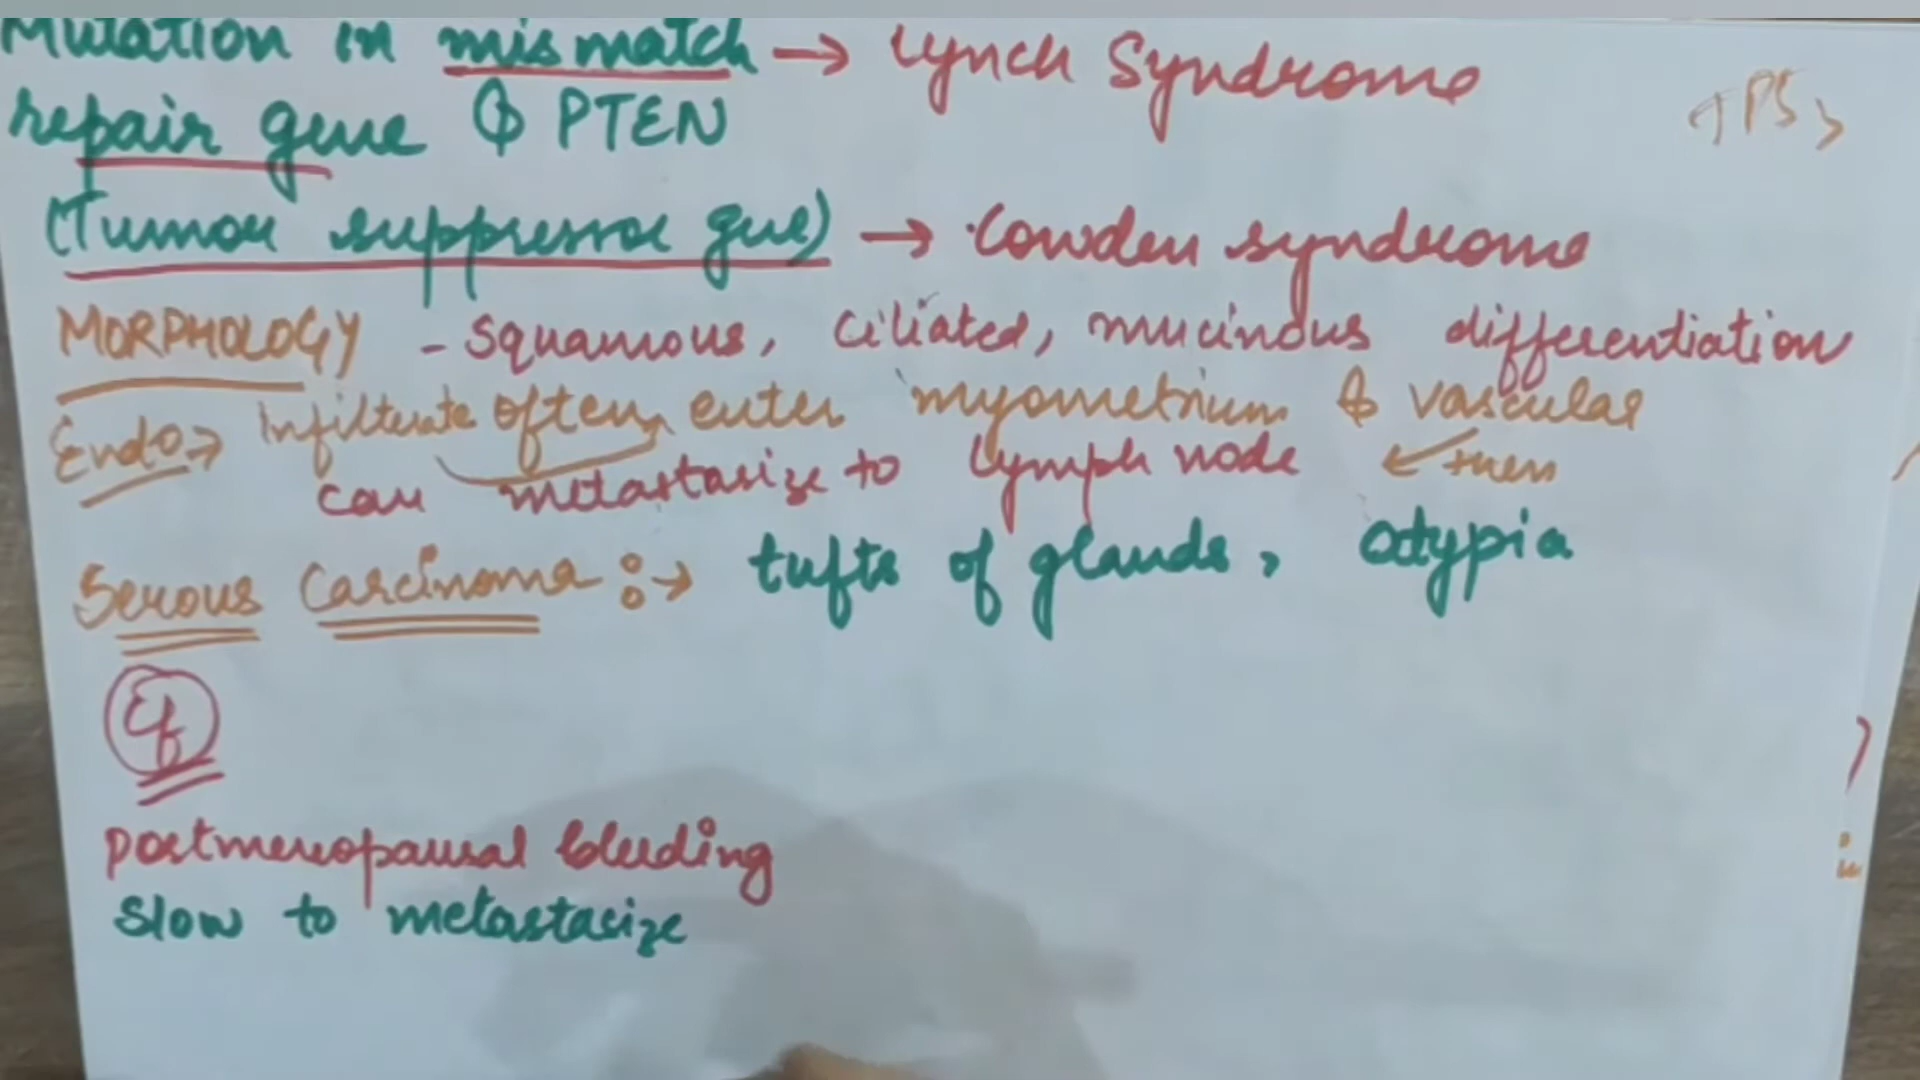 Mutation in mismatch → Lynch Syndrome
repair gene & PTEN
(Tumor suppressor gene) → Cowden syndrome
MORPHOLOGY - Squamous, ciliated, mucinous differentiation
Endo → Infilterate often enter myometrium & vascular
can metastasize to lymph node ← then
Serous Carcinoma :→ tufts of glands, atypia
Cf
postmenopausal bleeding
Slow to metastasize